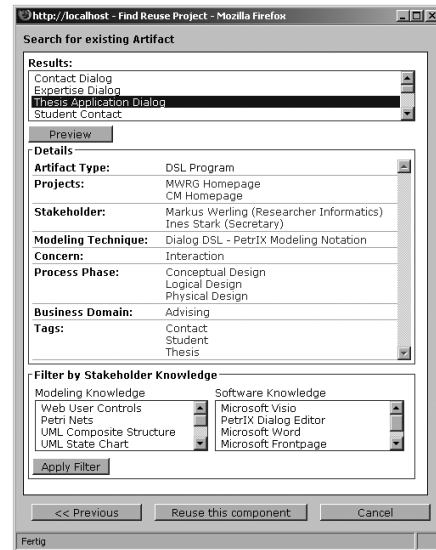 http://localhost - Find Reuse Project - Mozilla Firefox
Search for existing Artifact
Results:
Contact Dialog
Expertise Dialog
Thesis Application Dialog
Student Contact
Preview
Details
Artifact Type: DSL Program
Projects: MWRG Homepage
CM Homepage
Stakeholder: Markus Werling (Researcher Informatics)
Ines Stark (Secretary)
Modeling Technique: Dialog DSL - PetrIX Modeling Notation
Concern: Interaction
Process Phase: Conceptual Design
Logical Design
Physical Design
Business Domain: Advising
Tags: Contact
Student
Thesis
Filter by Stakeholder Knowledge
Modeling Knowledge Software Knowledge
Web User Controls Microsoft Visio
Petri Nets PetrIX Dialog Editor
UML Composite Structure Microsoft Word
UML State Chart Microsoft Frontpage
Apply Filter
<< Previous Reuse this component Cancel
Fertig